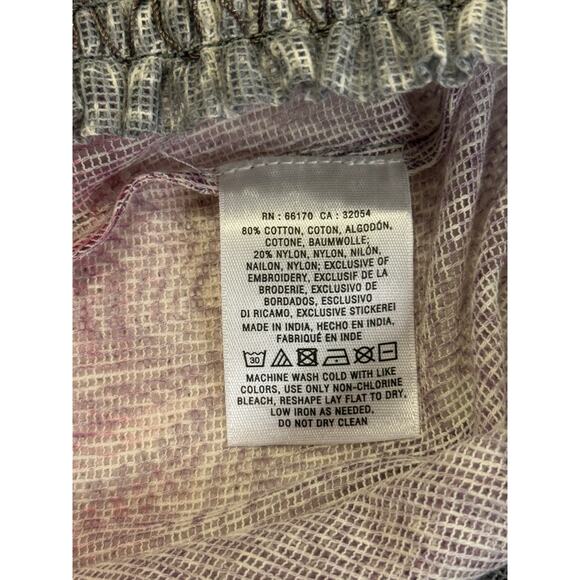 RN : 66170 CA : 32054
80% COTTON, COTON, ALGODÓN,
COTONE, BAUMWOLLE;
20% NYLON, NYLON, NILÓN,
NAILON, NYLON; EXCLUSIVE OF
EMBROIDERY, EXCLUSIF DE LA
BRODERIE, EXCLUSIVO DE
BORDADOS, ESCLUSIVO
DI RICAMO, EXCLUSIVE STICKEREI
MADE IN INDIA, HECHO EN INDIA,
FABRIQUÉ EN INDE
30
MACHINE WASH COLD WITH LIKE
COLORS, USE ONLY NON-CHLORINE
BLEACH, RESHAPE LAY FLAT TO DRY,
LOW IRON AS NEEDED,
DO NOT DRY CLEAN